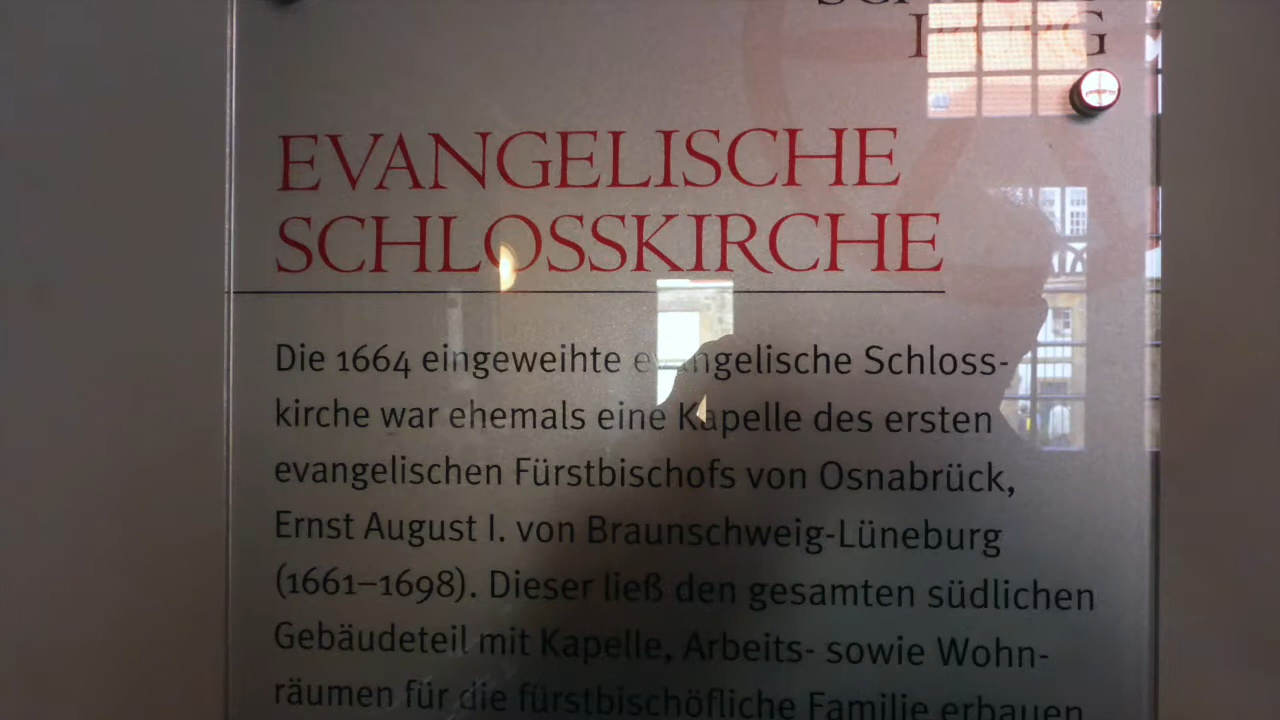 IBURG
EVANGELISCHE
SCHLOSSKIRCHE
Die 1664 eingeweihte evangelische Schloss-
kirche war ehemals eine Kapelle des ersten
evangelischen Fürstbischofs von Osnabrück,
Ernst August I. von Braunschweig-Lüneburg
(1661–1698). Dieser ließ den gesamten südlichen
Gebäudeteil mit Kapelle, Arbeits- sowie Wohn-
räumen für die fürstbischöfliche Familie erbauen